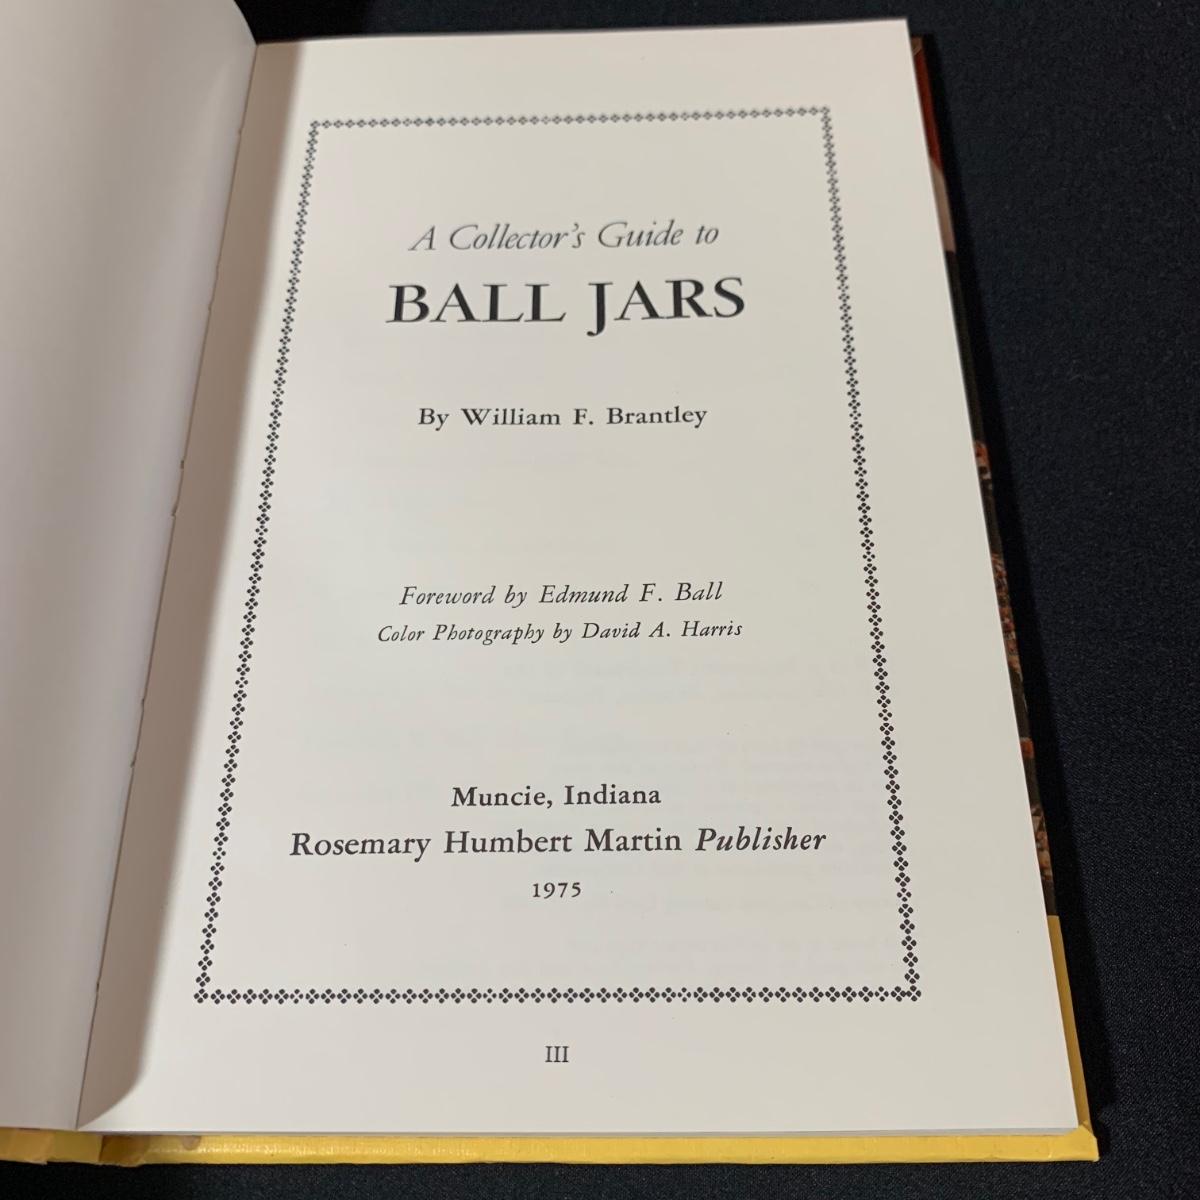 A Collector's Guide to
BALL JARS
By William F. Brantley
Foreword by Edmund F. Ball
Color Photography by David A. Harris
Muncie, Indiana
Rosemary Humbert Martin Publisher
1975
III